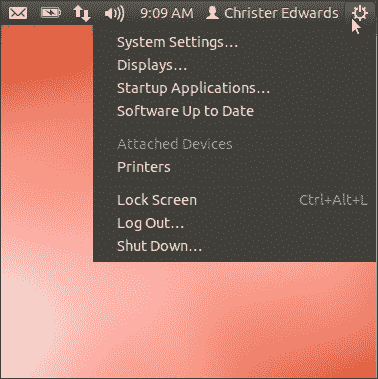 9:09 AM Christer Edwards
System Settings...
Displays...
Startup Applications...
Software Up to Date
Attached Devices
Printers
Lock Screen Ctrl+Alt+L
Log Out...
Shut Down...